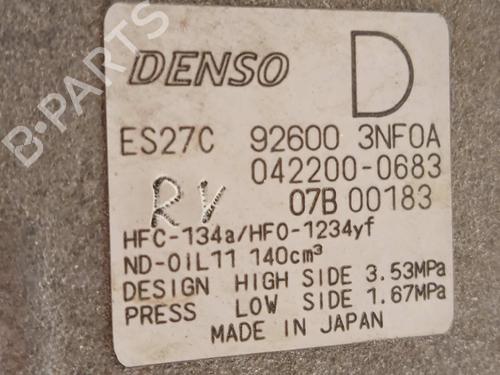 B-PARTS
DENSO D
ES27C 92600 3NF0A
042200-0683
07B 00183
RV
HFC-134a/HFO-1234yf
ND-OIL11 140cm³
DESIGN HIGH SIDE 3.53MPa
PRESS LOW SIDE 1.67MPa
MADE IN JAPAN